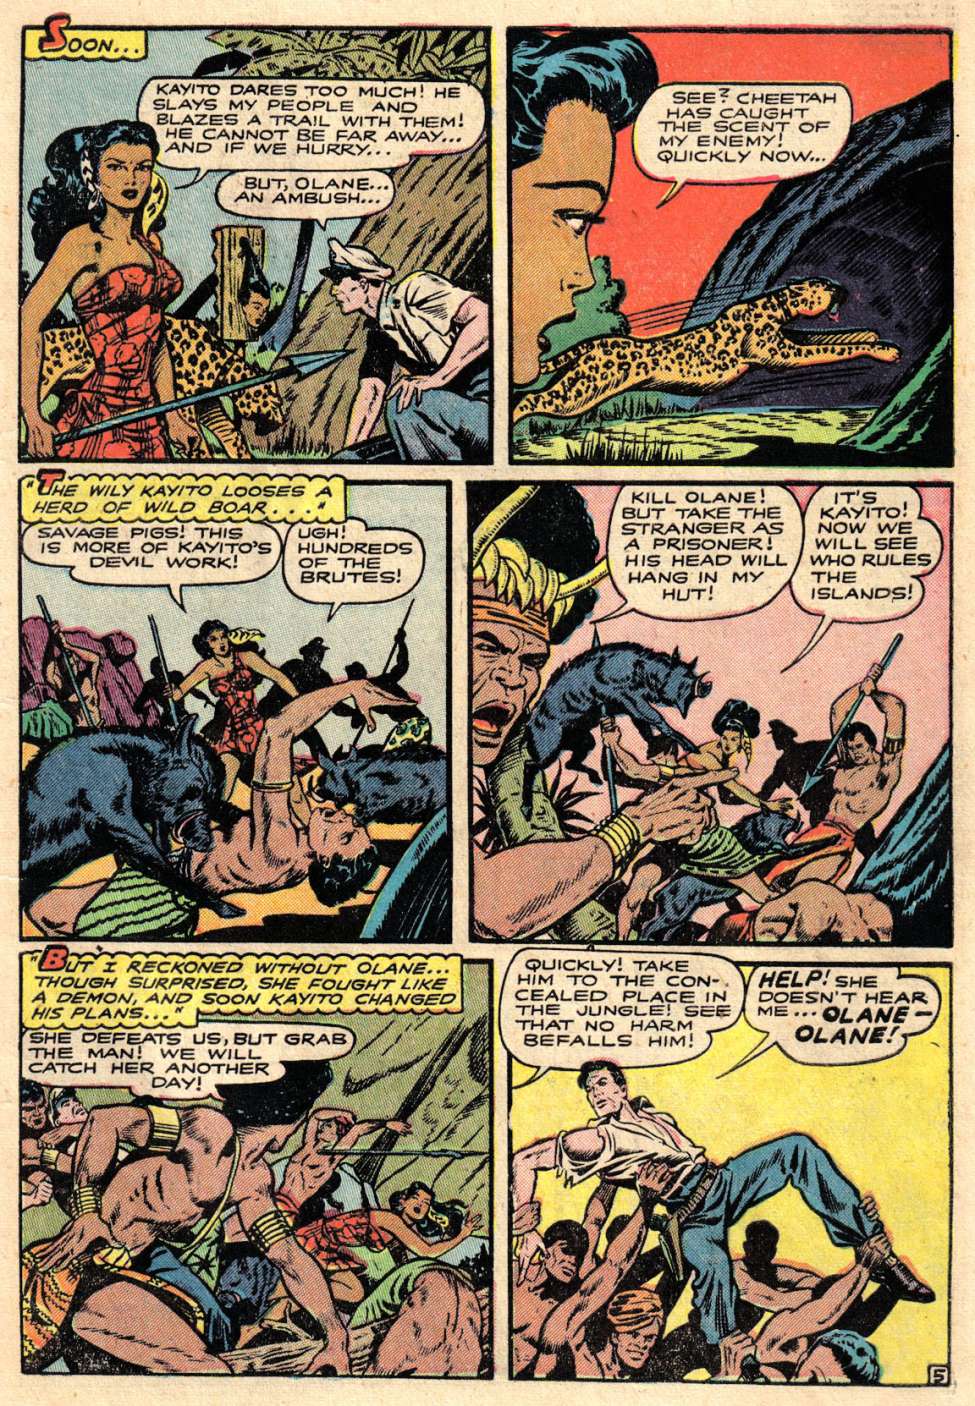 SOON...
KAYITO DARES TOO MUCH! HE
SLAYS MY PEOPLE AND
BLAZES A TRAIL WITH THEM!
HE CANNOT BE FAR AWAY...
AND IF WE HURRY...
BUT, OLANE...
AN AMBUSH...
SEE? CHEETAH
HAS CAUGHT
THE SCENT OF
MY ENEMY!
QUICKLY NOW...
"THE WILY KAYITO LOOSES A
HERD OF WILD BOAR...."
SAVAGE PIGS! THIS
IS MORE OF KAYITO'S
DEVIL WORK!
UGH!
HUNDREDS
OF THE
BRUTES!
KILL OLANE!
BUT TAKE THE
STRANGER AS
A PRISONER!
HIS HEAD WILL
HANG IN MY
HUT!
IT'S
KAYITO!
NOW WE
WILL SEE
WHO RULES
THE
ISLANDS!
"BUT I RECKONED WITHOUT OLANE...
THOUGH SURPRISED, SHE FOUGHT LIKE
A DEMON, AND SOON KAYITO CHANGED
HIS PLANS..."
SHE DEFEATS US, BUT GRAB
THE MAN! WE WILL
CATCH HER ANOTHER
DAY!
QUICKLY! TAKE
HIM TO THE CON-
CEALED PLACE IN
THE JUNGLE! SEE
THAT NO HARM
BEFALLS HIM!
HELP! SHE
DOESN'T HEAR
ME... OLANE-
OLANE!
5